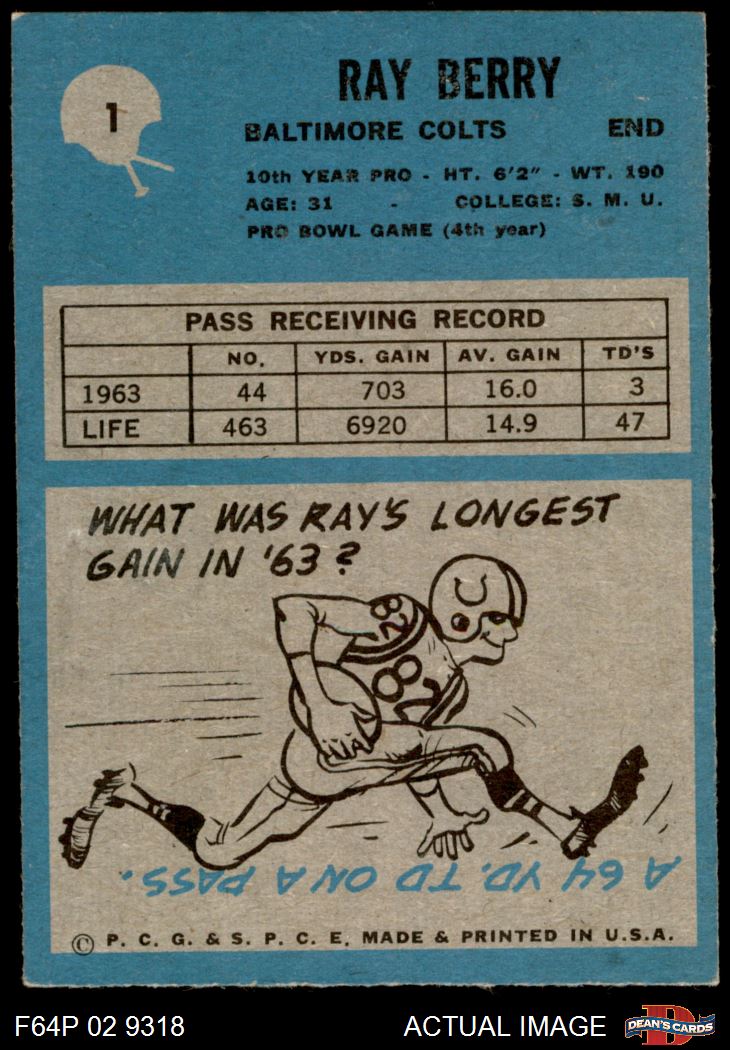 1
RAY BERRY
BALTIMORE COLTS END
10th YEAR PRO - HT. 6'2" - WT. 190
AGE: 31 - COLLEGE: S. M. U.
PRO BOWL GAME (4th year)
PASS RECEIVING RECORD
NO. YDS. GAIN AV. GAIN TD'S
1963 44 703 16.0 3
LIFE 463 6920 14.9 47
WHAT WAS RAY'S LONGEST
GAIN IN '63?
82
82
A 64 YD. TD ON A PASS.
© P. C. G. & S. P. C. E. MADE & PRINTED IN U.S.A.
F64P 02 9318 ACTUAL IMAGE D DEAN'S CARDS